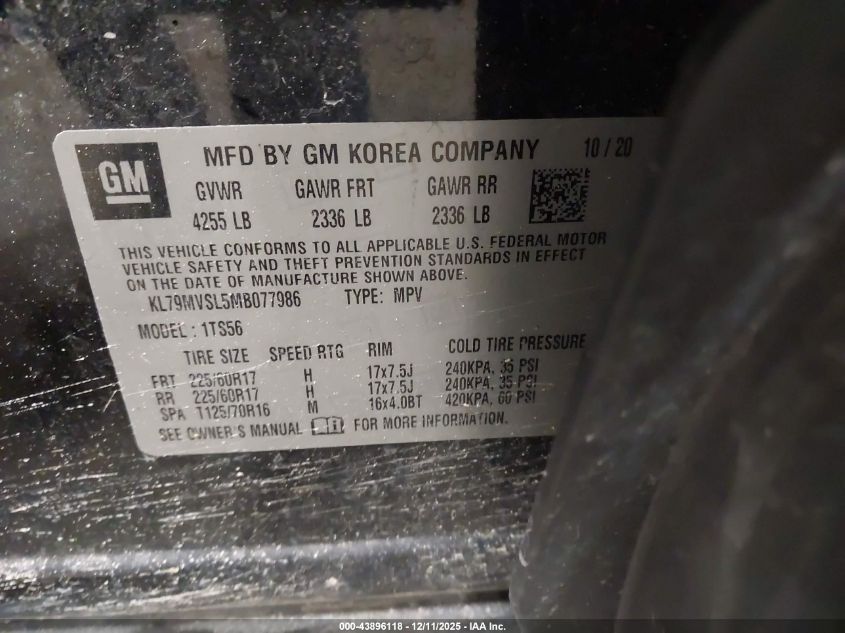 GM
MFD BY GM KOREA COMPANY 10 / 20
GVWR GAWR FRT GAWR RR
4255 LB 2336 LB 2336 LB
THIS VEHICLE CONFORMS TO ALL APPLICABLE U.S. FEDERAL MOTOR
VEHICLE SAFETY AND THEFT PREVENTION STANDARDS IN EFFECT
ON THE DATE OF MANUFACTURE SHOWN ABOVE.
KL79MVSL5MB077986 TYPE: MPV
MODEL: 1TS56
TIRE SIZE SPEED RTG RIM COLD TIRE PRESSURE
FRT 225/60R17 H 17x7.5J 240KPA, 35 PSI
RR 225/60R17 H 17x7.5J 240KPA, 35 PSI
SPA T125/70R16 M 16x4.0BT 420KPA, 60 PSI
SEE OWNER'S MANUAL FOR MORE INFORMATION.
000-43896118 - 12/11/2025 - IAA Inc.